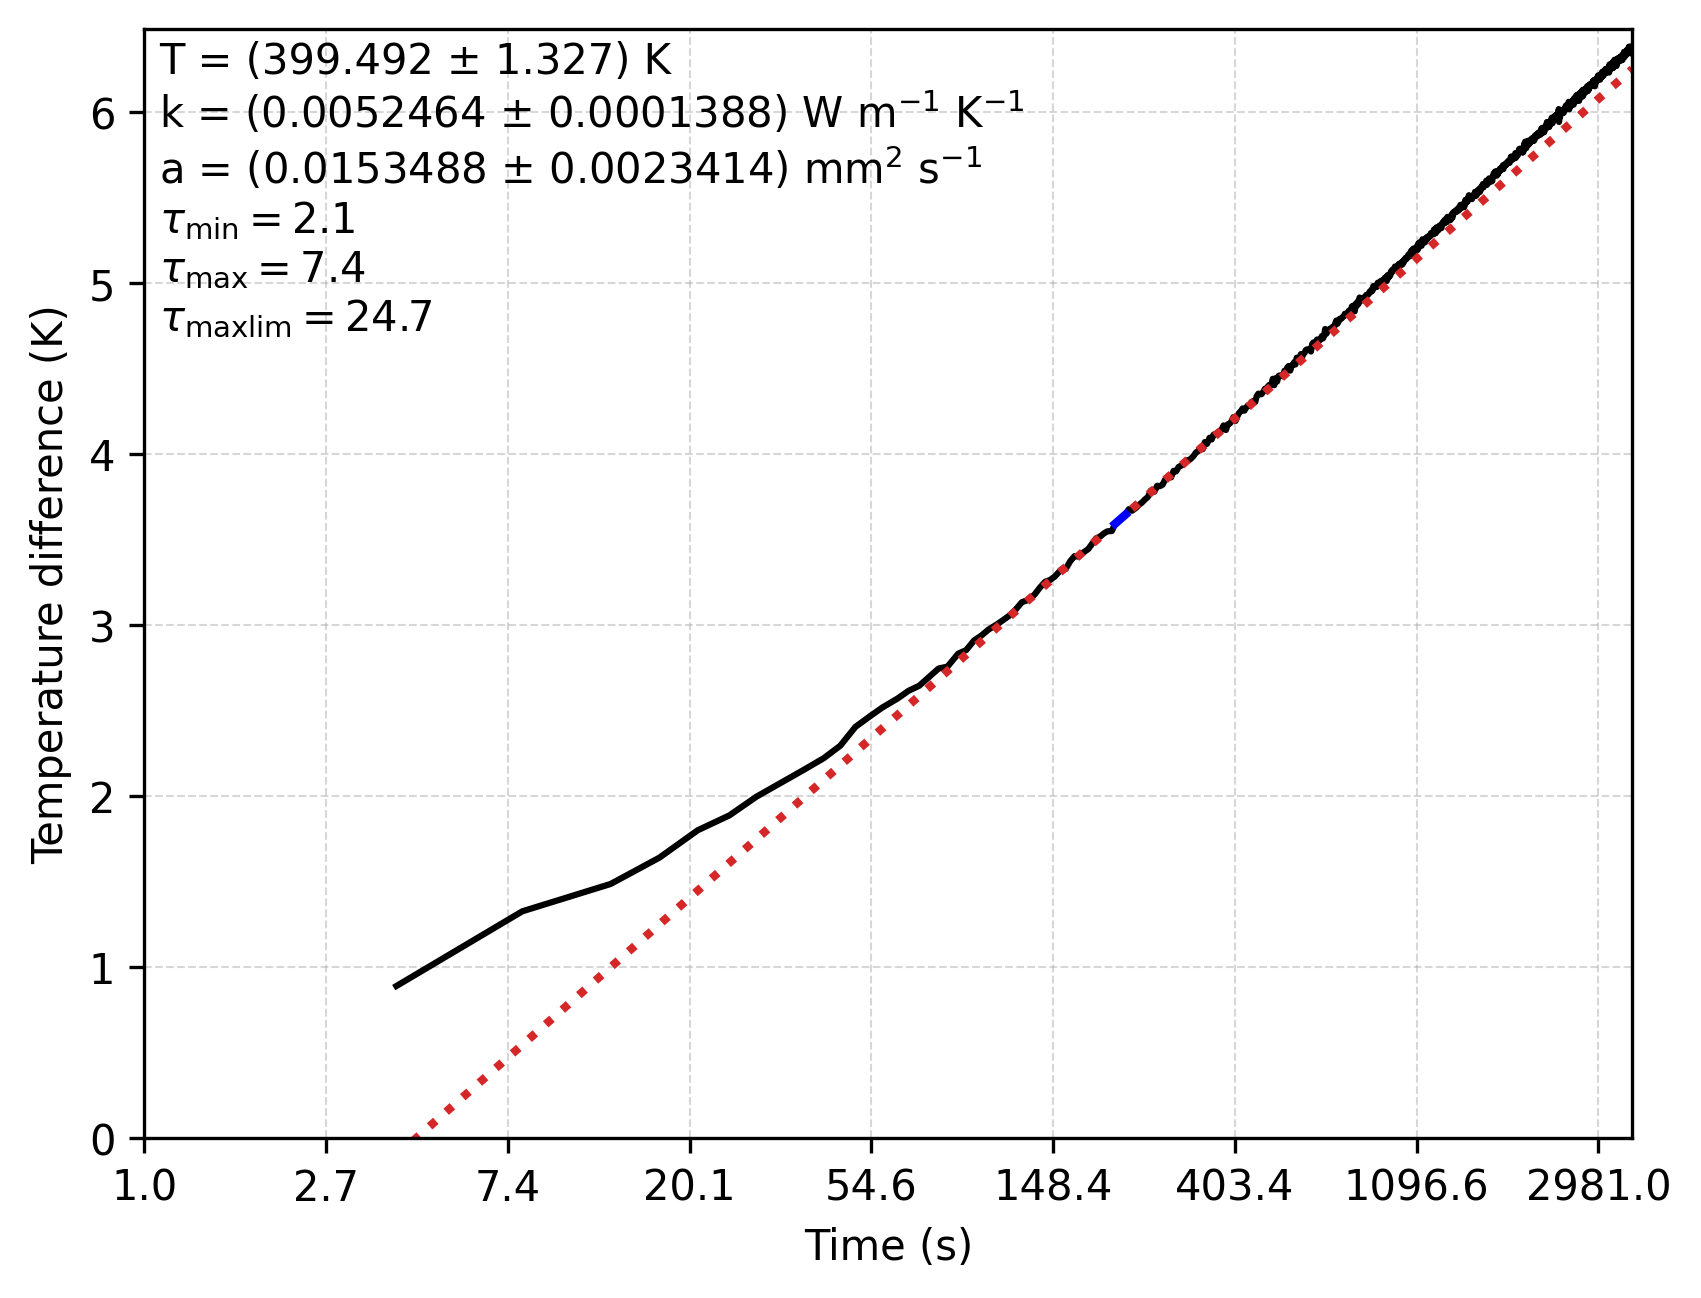 T = (399.492 ± 1.327) K
k = (0.0052464 ± 0.0001388) W m⁻¹ K⁻¹
a = (0.0153488 ± 0.0023414) mm² s⁻¹
τmin = 2.1
τmax = 7.4
τmaxlim = 24.7
Temperature difference (K)
6
5
4
3
2
1
0
1.0 2.7 7.4 20.1 54.6 148.4 403.4 1096.6 2981.0
Time (s)